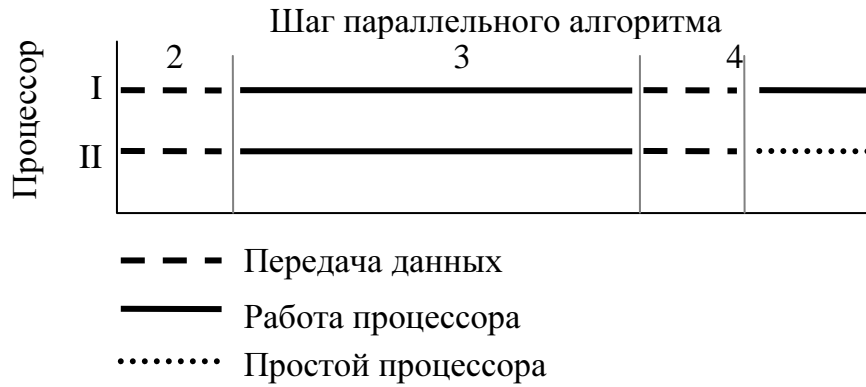 Шаг параллельного алгоритма
2 3 4
Процессор
I
II
Передача данных
Работа процессора
Простой процессора